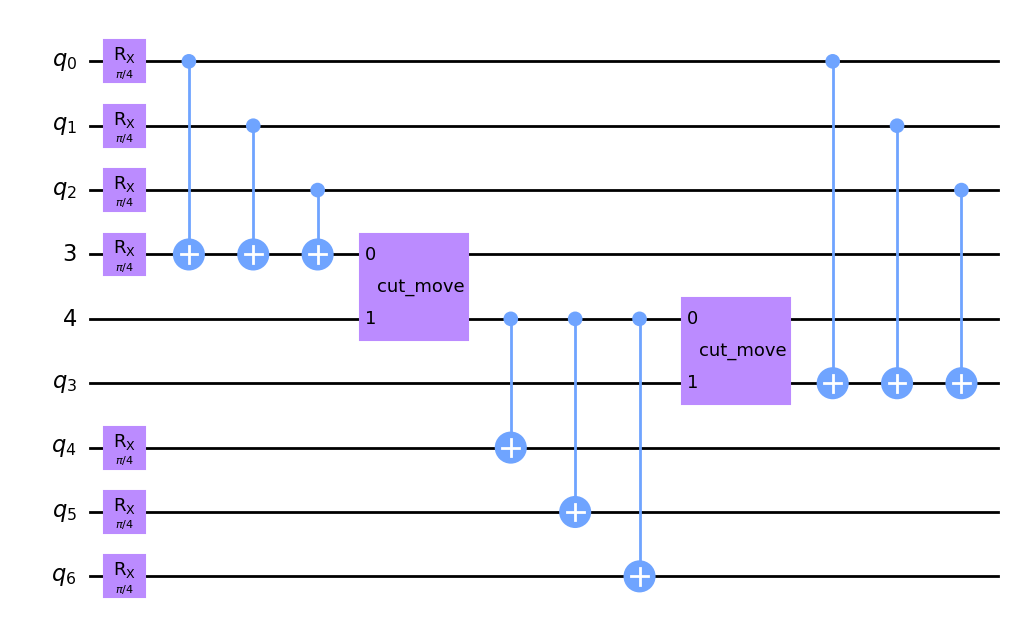 q0 RX π/4
q1 RX π/4
q2 RX π/4
3 RX π/4 0
cut_move
4 1 0
cut_move
q3 1
q4 RX π/4
q5 RX π/4
q6 RX π/4